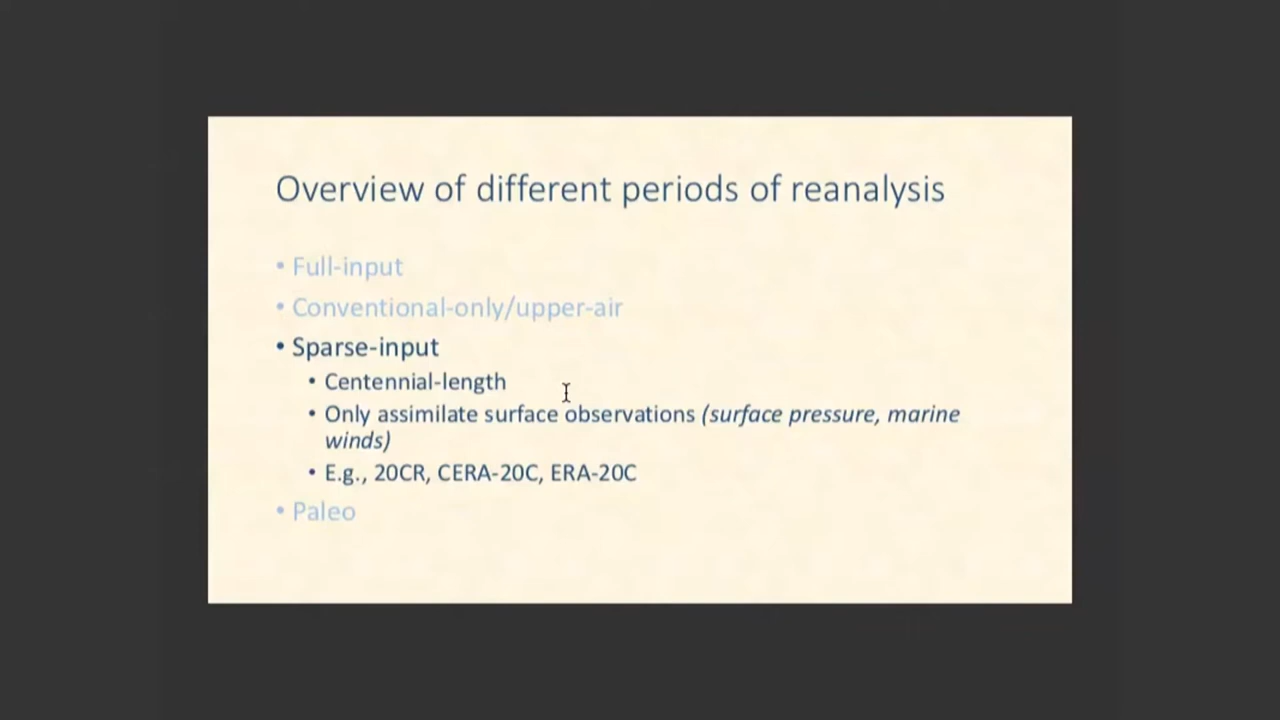 Overview of different periods of reanalysis
• Full-input
• Conventional-only/upper-air
• Sparse-input
• Centennial-length
• Only assimilate surface observations (surface pressure, marine
winds)
• E.g., 20CR, CERA-20C, ERA-20C
• Paleo